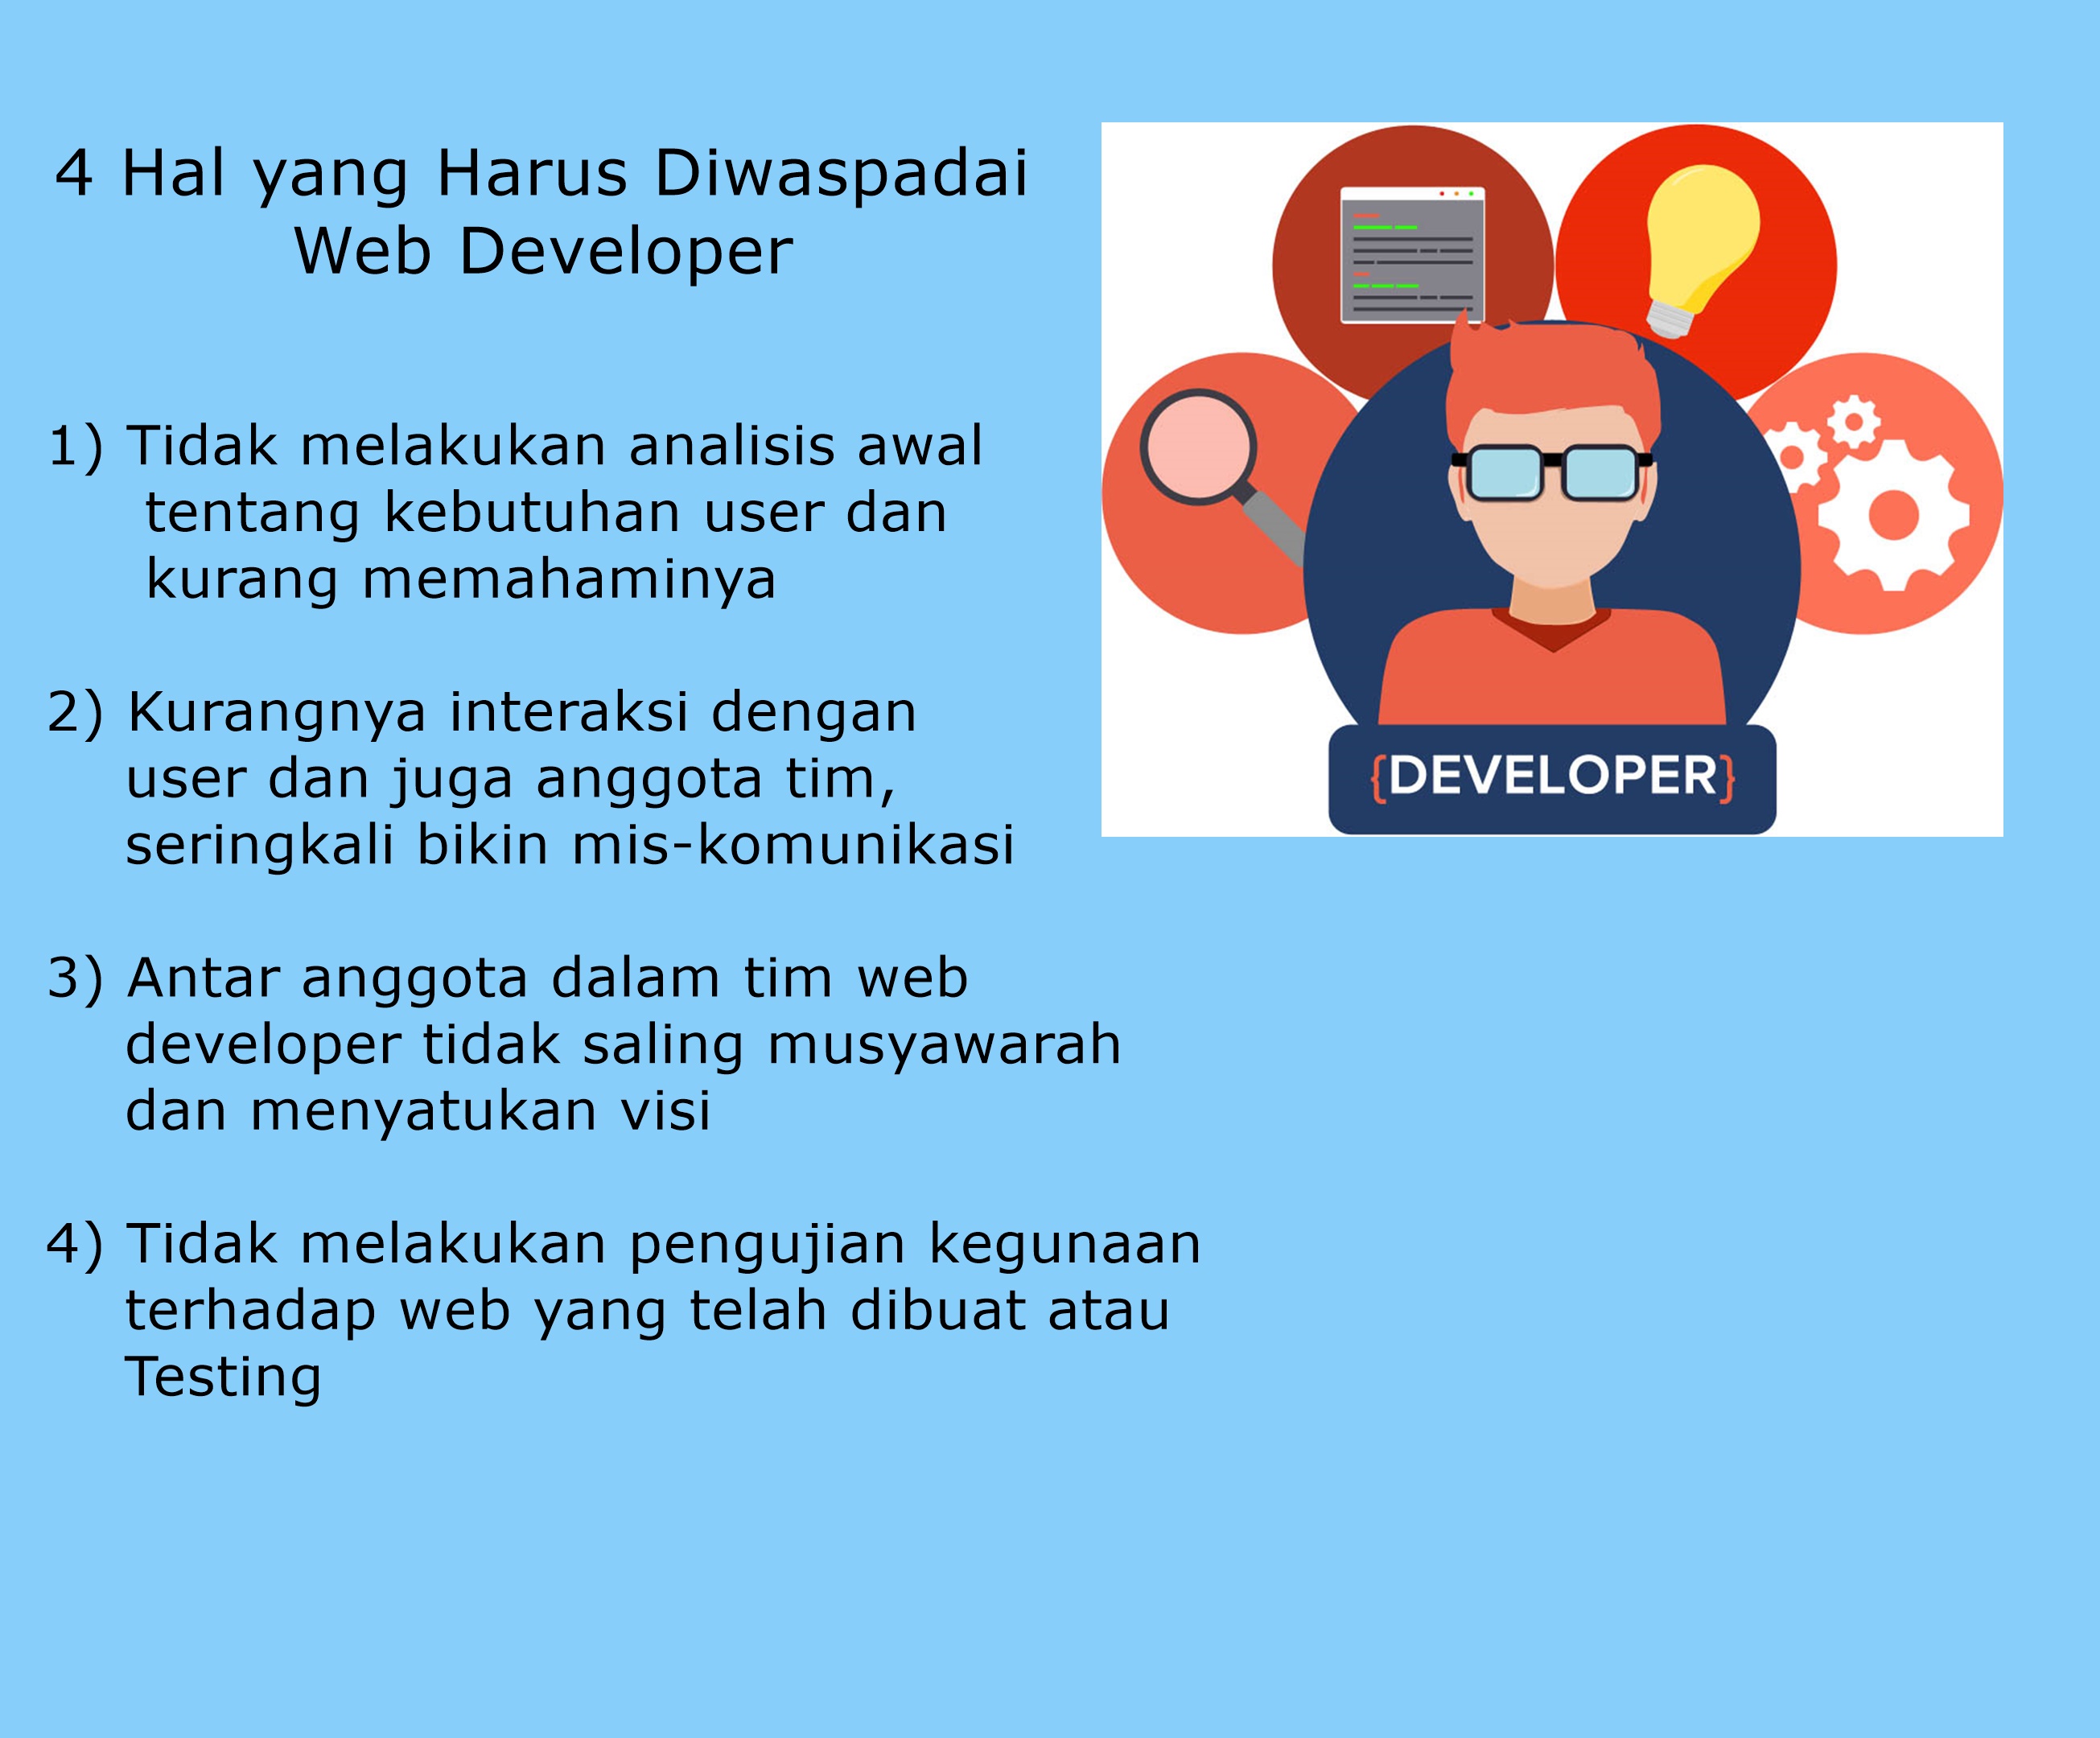 4 Hal yang Harus Diwaspadai
Web Developer
1) Tidak melakukan analisis awal
tentang kebutuhan user dan
kurang memahaminya
2) Kurangnya interaksi dengan
user dan juga anggota tim,
seringkali bikin mis-komunikasi
3) Antar anggota dalam tim web
developer tidak saling musyawarah
dan menyatukan visi
4) Tidak melakukan pengujian kegunaan
terhadap web yang telah dibuat atau
Testing
{DEVELOPER}